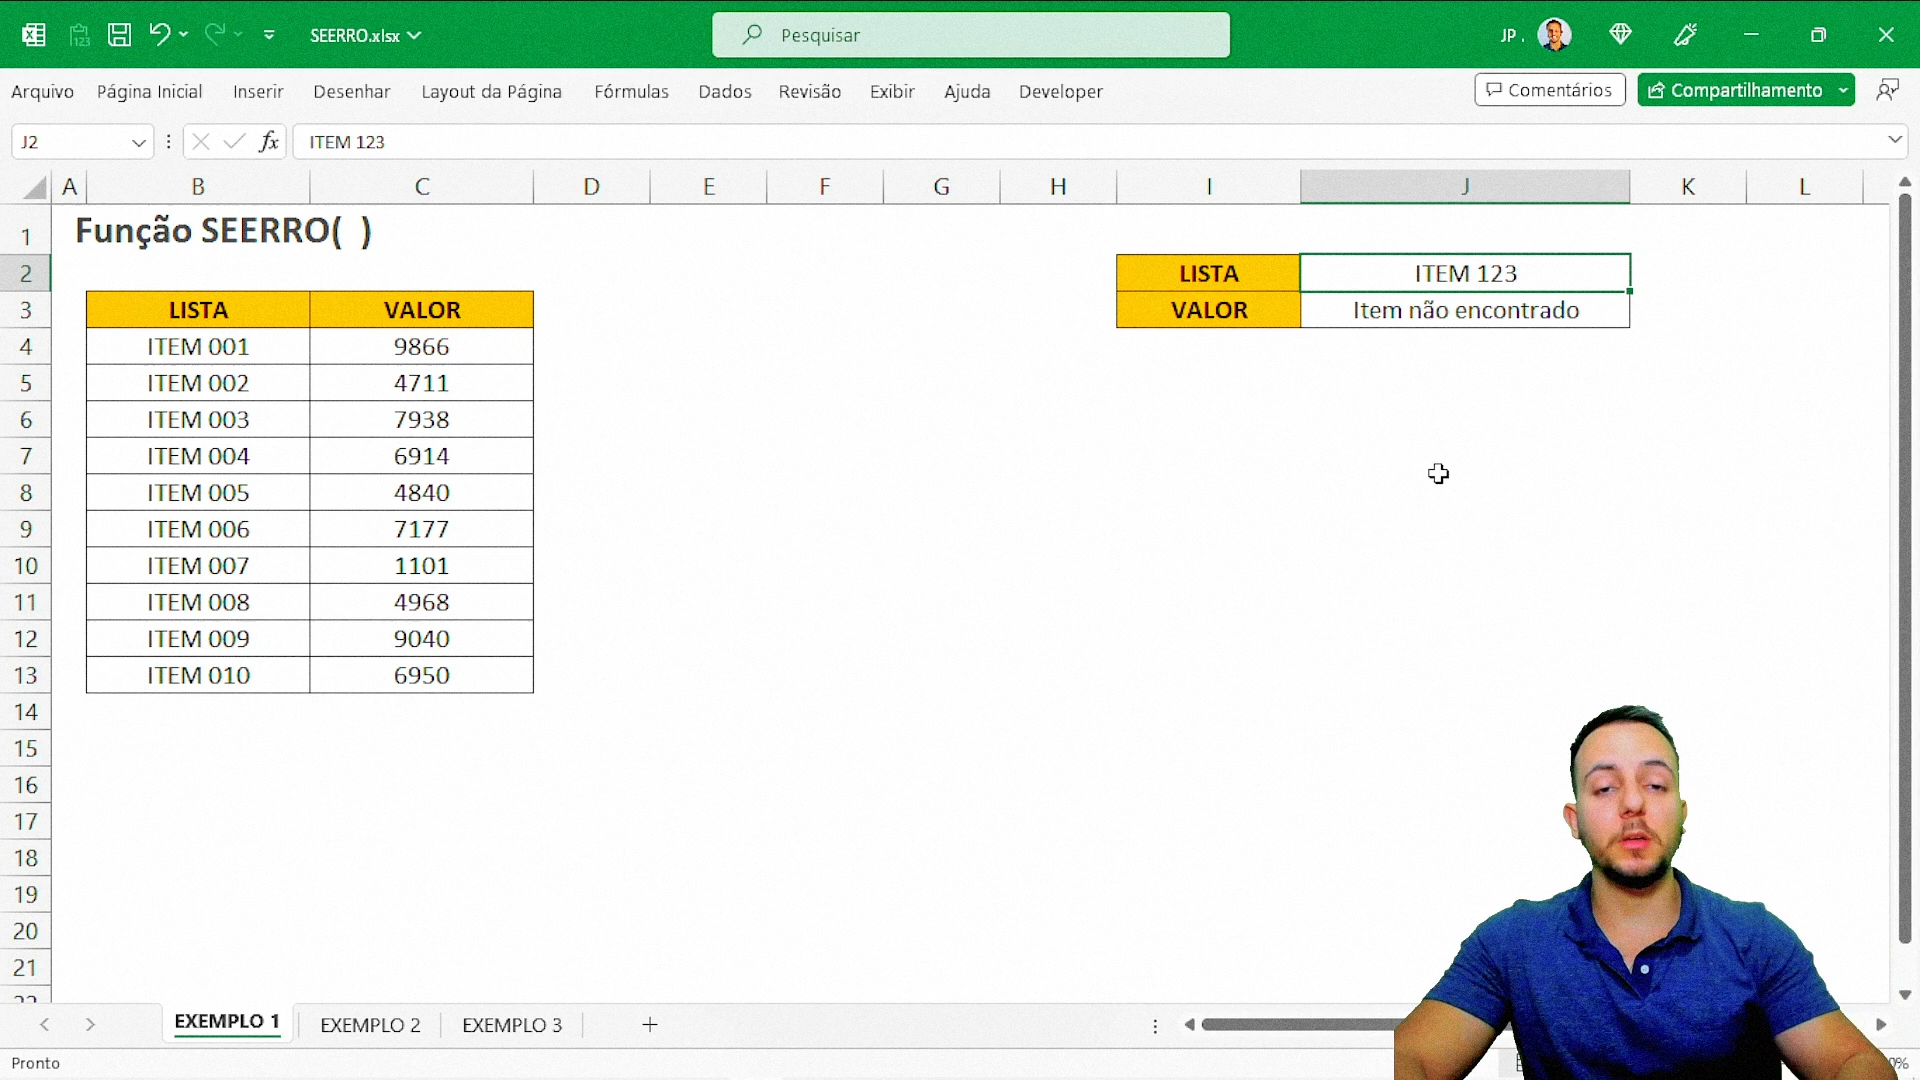 SEERRO.xlsx
Pesquisar
JP .
Arquivo Página Inicial Inserir Desenhar Layout da Página Fórmulas Dados Revisão Exibir Ajuda Developer
Comentários
Compartilhamento
J2
fx
ITEM 123
A B C D E F G H I J K L
1 Função SEERRO( )
2 LISTA ITEM 123
3 LISTA VALOR VALOR Item não encontrado
4 ITEM 001 9866
5 ITEM 002 4711
6 ITEM 003 7938
7 ITEM 004 6914
8 ITEM 005 4840
9 ITEM 006 7177
10 ITEM 007 1101
11 ITEM 008 4968
12 ITEM 009 9040
13 ITEM 010 6950
14
15
16
17
18
19
20
21
22
EXEMPLO 1 EXEMPLO 2 EXEMPLO 3
Pronto